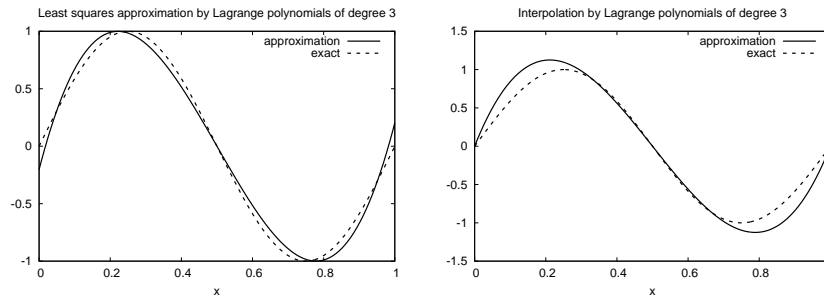 Least squares approximation by Lagrange polynomials of degree 3
approximation
exact
1
0.5
0
-0.5
-1
0 0.2 0.4 0.6 0.8 1
x
Interpolation by Lagrange polynomials of degree 3
approximation
exact
1.5
1
0.5
0
-0.5
-1
-1.5
0 0.2 0.4 0.6 0.8
x